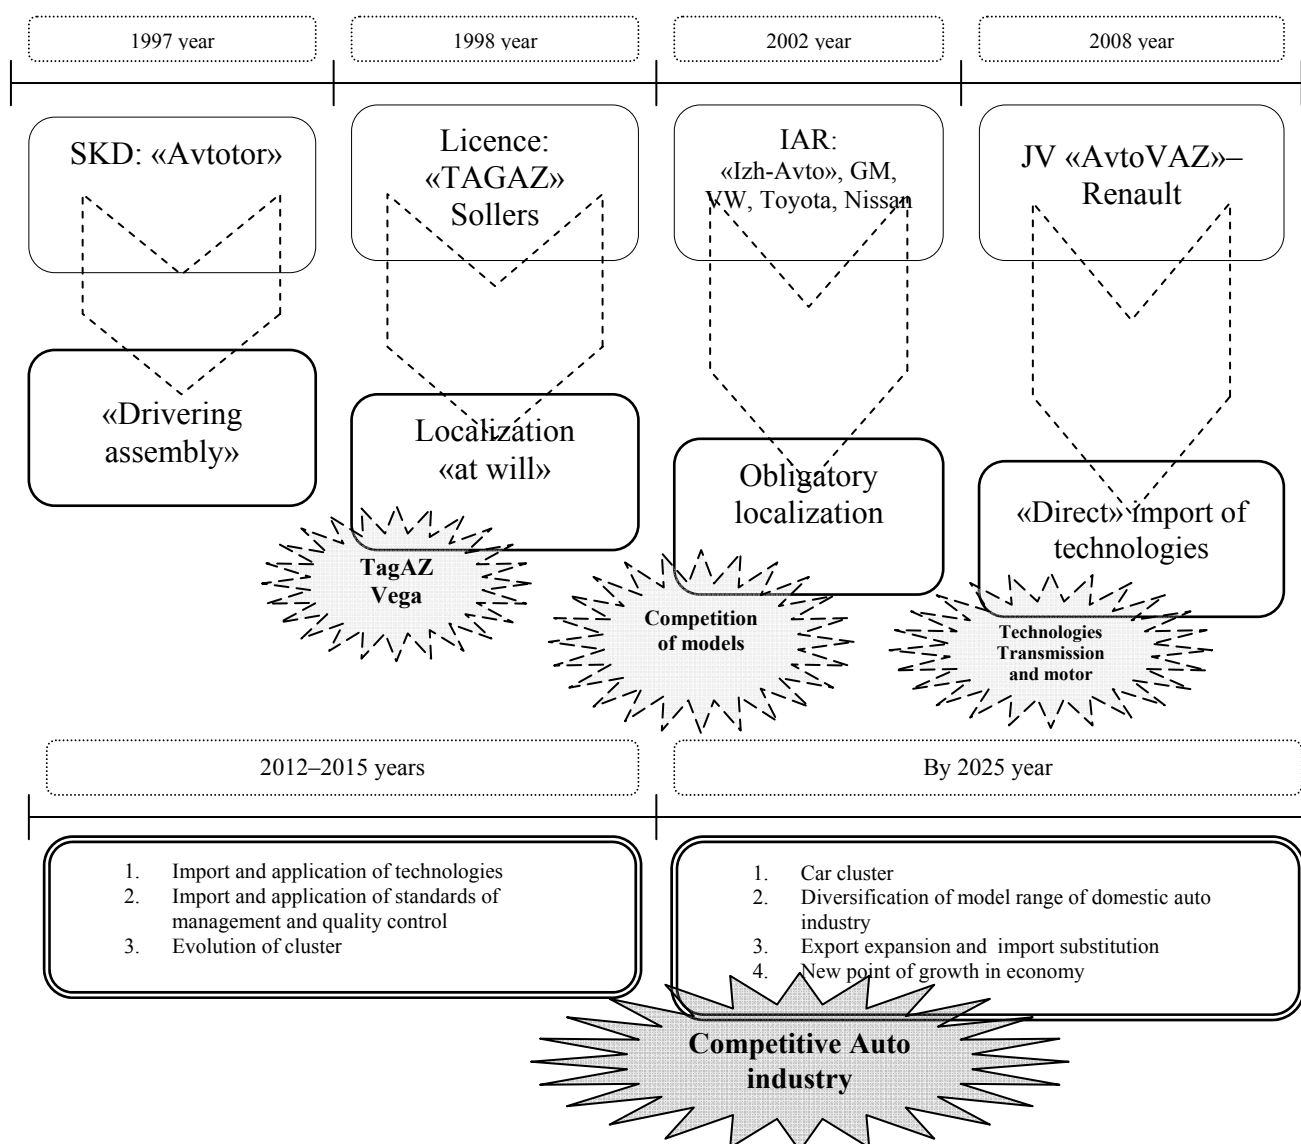 1997 year
1998 year
2002 year
2008 year
SKD: «Avtotor»
Licence:
«TAGAZ»
Sollers
IAR:
«Izh-Avto», GM,
VW, Toyota, Nissan
JV «AvtoVAZ»–
Renault
«Drivering
assembly»
Localization
«at will»
Obligatory
localization
«Direct» import of
technologies
TagAZ
Vega
Competition
of models
Technologies
Transmission
and motor
2012–2015 years
By 2025 year
1. Import and application of technologies
2. Import and application of standards of
management and quality control
3. Evolution of cluster
1. Car cluster
2. Diversification of model range of domestic auto
industry
3. Export expansion and import substitution
4. New point of growth in economy
Competitive Auto
industry